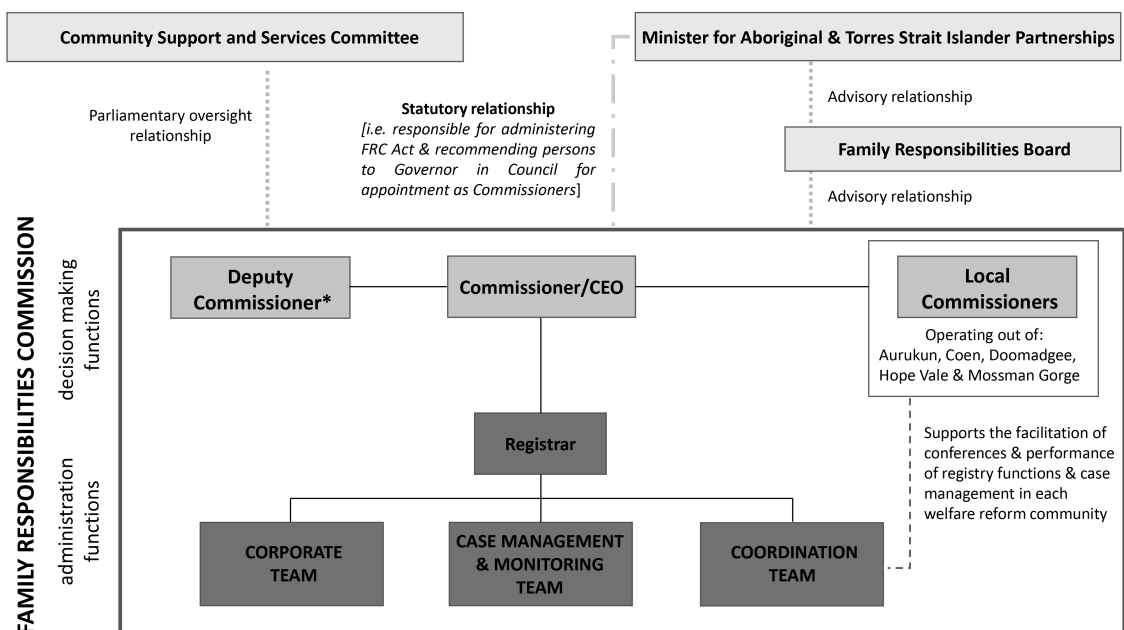 Community Support and Services Committee
Minister for Aboriginal & Torres Strait Islander Partnerships
Parliamentary oversight
relationship
Statutory relationship
[i.e. responsible for administering
FRC Act & recommending persons
to Governor in Council for
appointment as Commissioners]
Advisory relationship
Family Responsibilities Board
Advisory relationship
FAMILY RESPONSIBILITIES COMMISSION
decision making
functions
Deputy
Commissioner*
Commissioner/CEO
Local
Commissioners
Operating out of:
Aurukun, Coen, Doomadgee,
Hope Vale & Mossman Gorge
Registrar
Supports the facilitation of
conferences & performance
of registry functions & case
management in each
welfare reform community
administration
functions
CORPORATE
TEAM
CASE MANAGEMENT
& MONITORING
TEAM
COORDINATION
TEAM